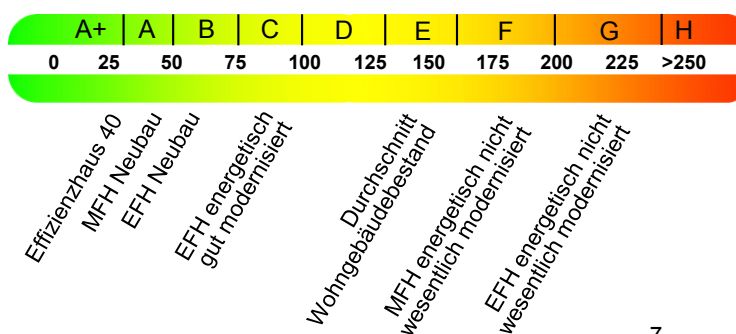 A+ A B C D E F G H
0 25 50 75 100 125 150 175 200 225 >250
Effizienzhaus 40
MFH Neubau
EFH Neubau
EFH energetisch
gut modernisiert
Durchschnitt
Wohngebäudebestand
MFH energetisch nicht
wesentlich modernisiert
EFH energetisch nicht
wesentlich modernisiert
7